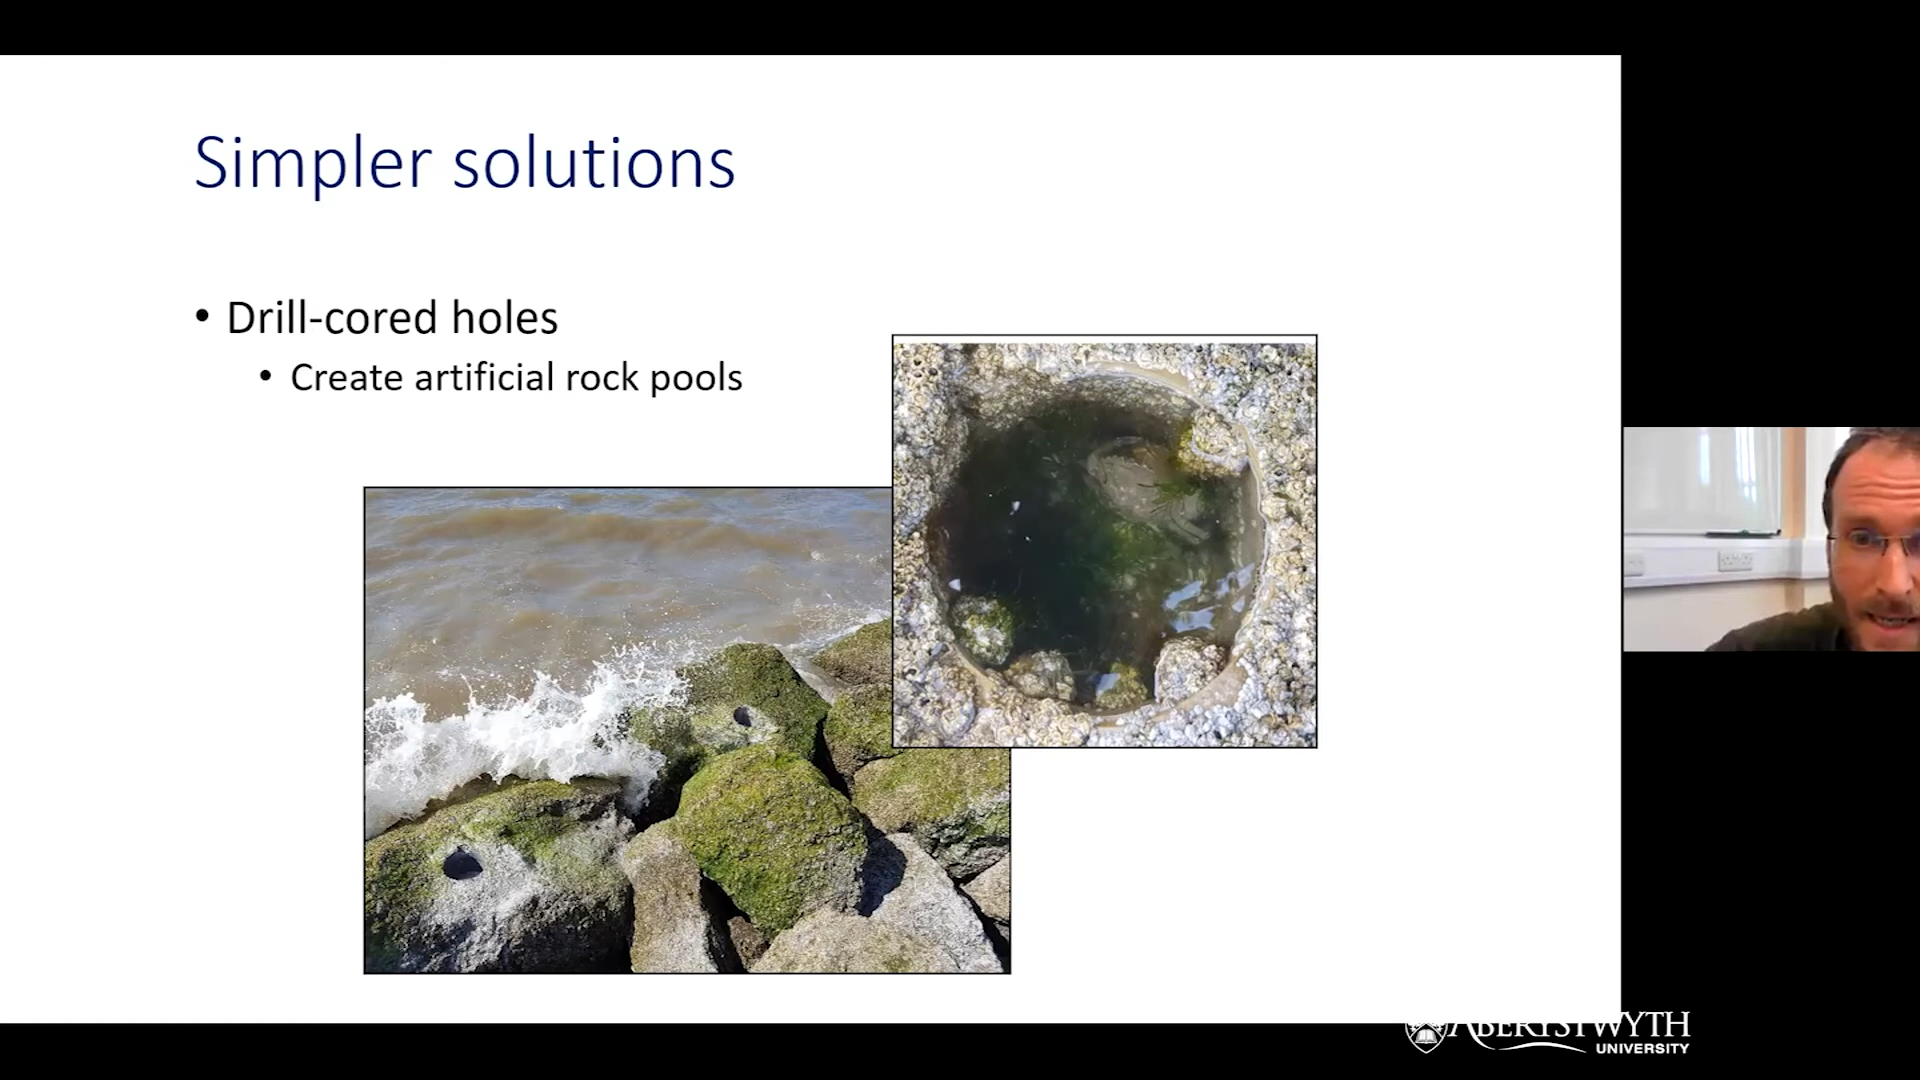 Simpler solutions
• Drill-cored holes
• Create artificial rock pools
ABERYSTWYTH
UNIVERSITY